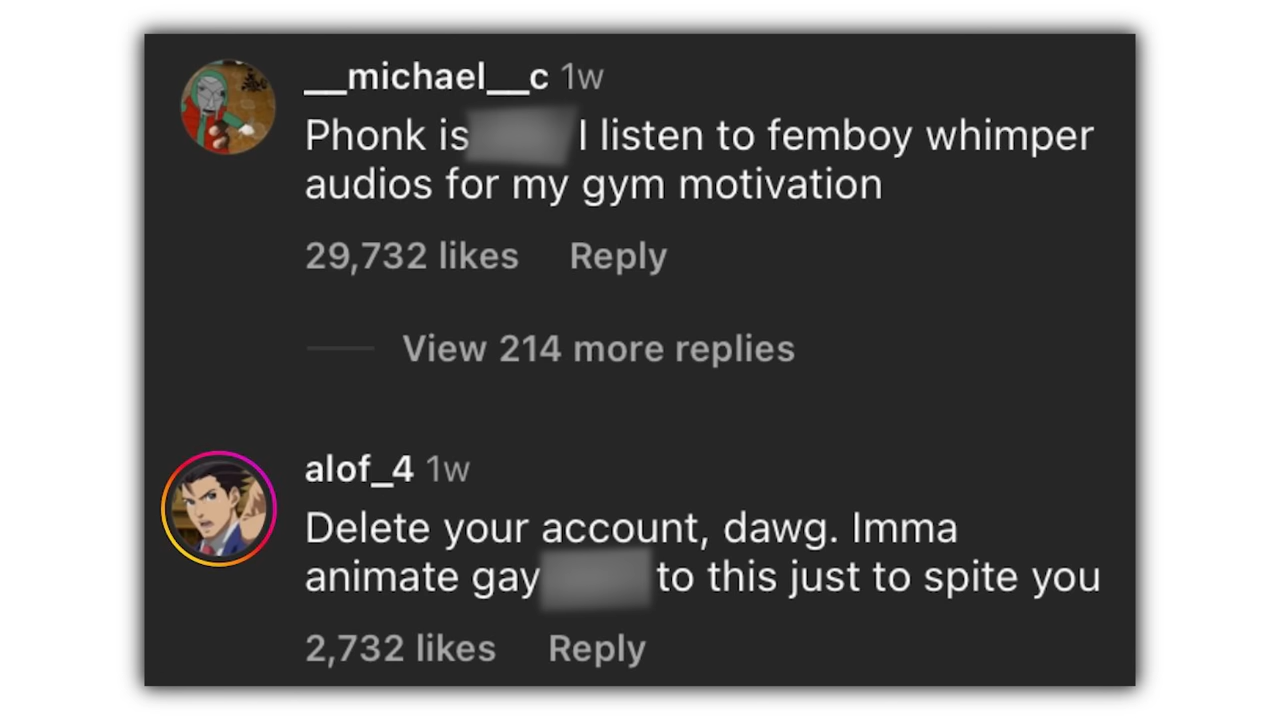 __michael__c 1w
Phonk is I listen to femboy whimper
audios for my gym motivation
29,732 likes Reply
View 214 more replies
alof_4 1w
Delete your account, dawg. Imma
animate gay to this just to spite you
2,732 likes Reply